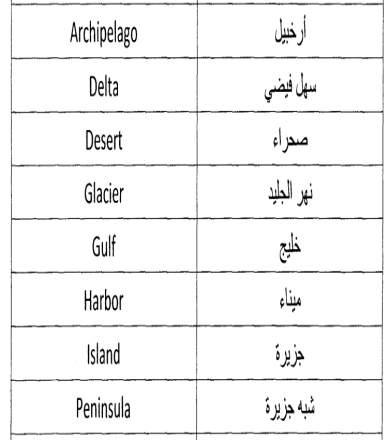 Archipelago أرخبيل
Delta سهل فيضي
Desert صحراء
Glacier نهر الجليد
Gulf خليج
Harbor ميناء
Island جزيرة
Peninsula شبه جزيرة